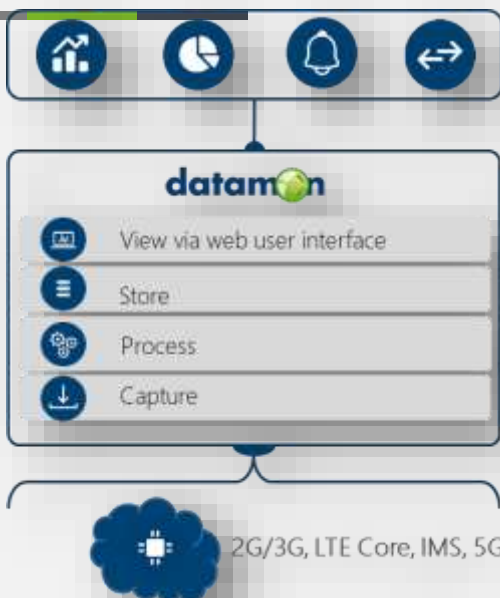 datamon
View via web user interface
Store
Process
Capture
2G/3G, LTE Core, IMS, 5G